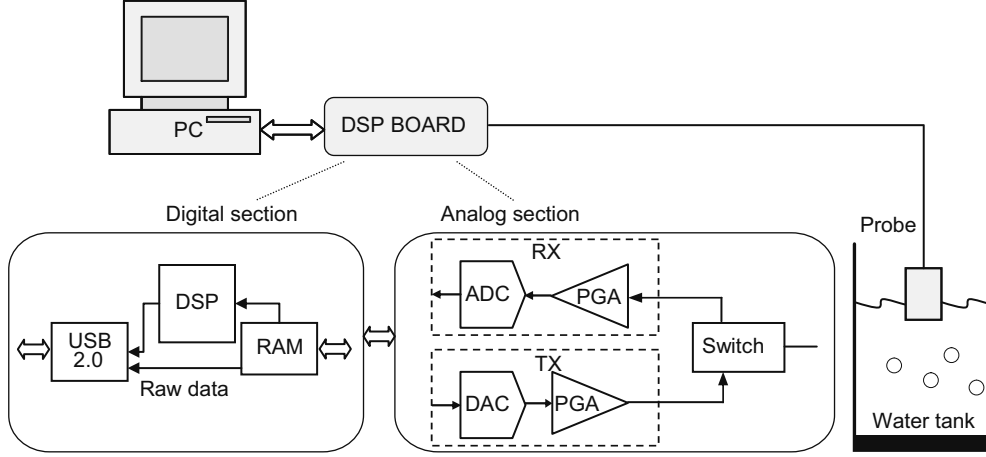 PC
DSP BOARD
Digital section
Analog section
Probe
RX
ADC
PGA
DSP
USB
2.0
RAM
Raw data
Switch
TX
DAC
PGA
Water tank